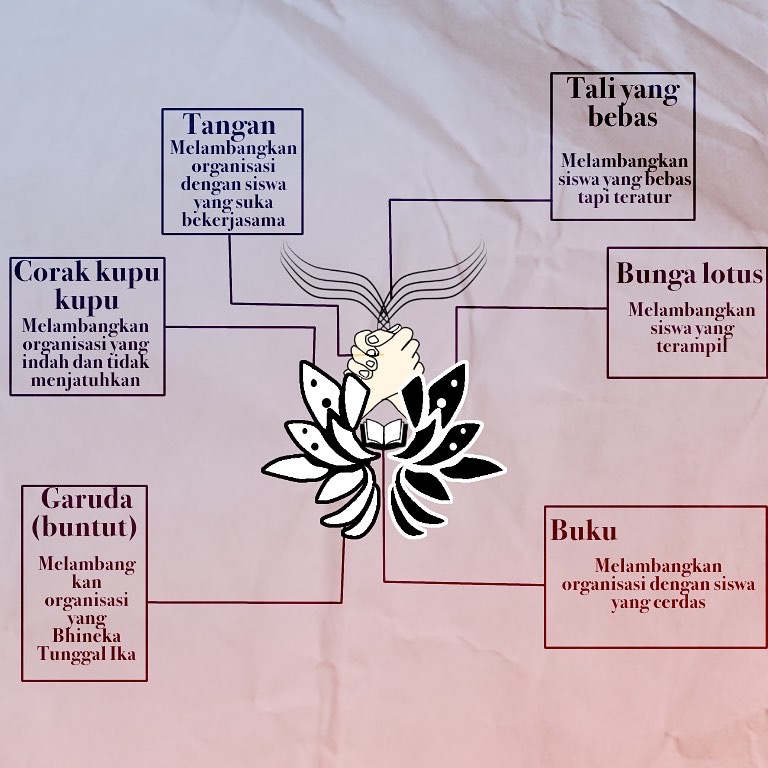 Tali yang
bebas
Melambangkan
siswa yang bebas
tapi teratur
Tangan
Melambangkan
organisasi
dengan siswa
yang suka
bekerjasama
Corak kupu
kupu
Melambangkan
organisasi yang
indah dan tidak
menjatuhkan
Bunga lotus
Melambangkan
siswa yang
terampil
Garuda
(buntut)
Melambang
kan
organisasi
yang
Bhineka
Tunggal Ika
Buku
Melambangkan
organisasi dengan siswa
yang cerdas